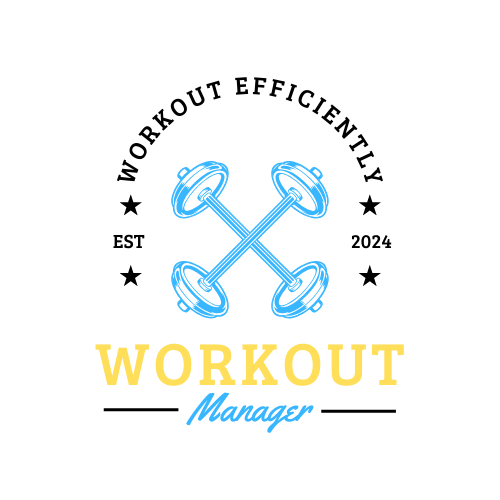 WORKOUT EFFICIENTLY
EST 2024
WORKOUT
Manager